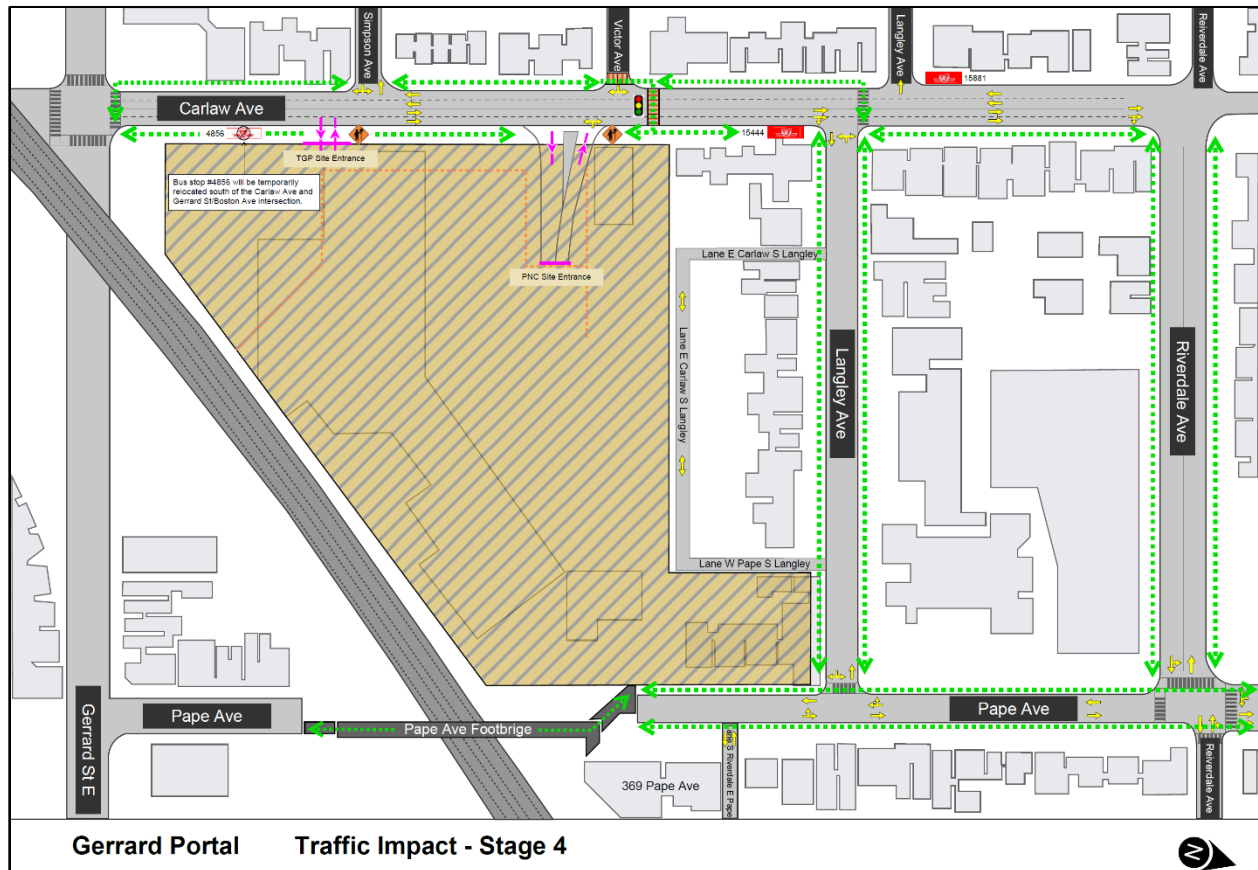 Simpson Ave
Victor Ave
Langley Ave
Reiverdale Ave
15881
Carlaw Ave
4856
15444
TGP Site Entrance
Bus stop #4856 will be temporarily
relocated south of the Carlaw Ave and
Gerrard St/Boston Ave intersection.
PNC Site Entrance
Lane E Carlaw S Langley
Lane E Carlaw S Langley
Langley Ave
Riverdale Ave
Lane W Pape S Langley
Gerrard St E
Pape Ave
Pape Ave Footbrige
Pape Ave
Lane S Riverdale E Pape
369 Pape Ave
Reiverdale Ave
Gerrard Portal Traffic Impact - Stage 4
N